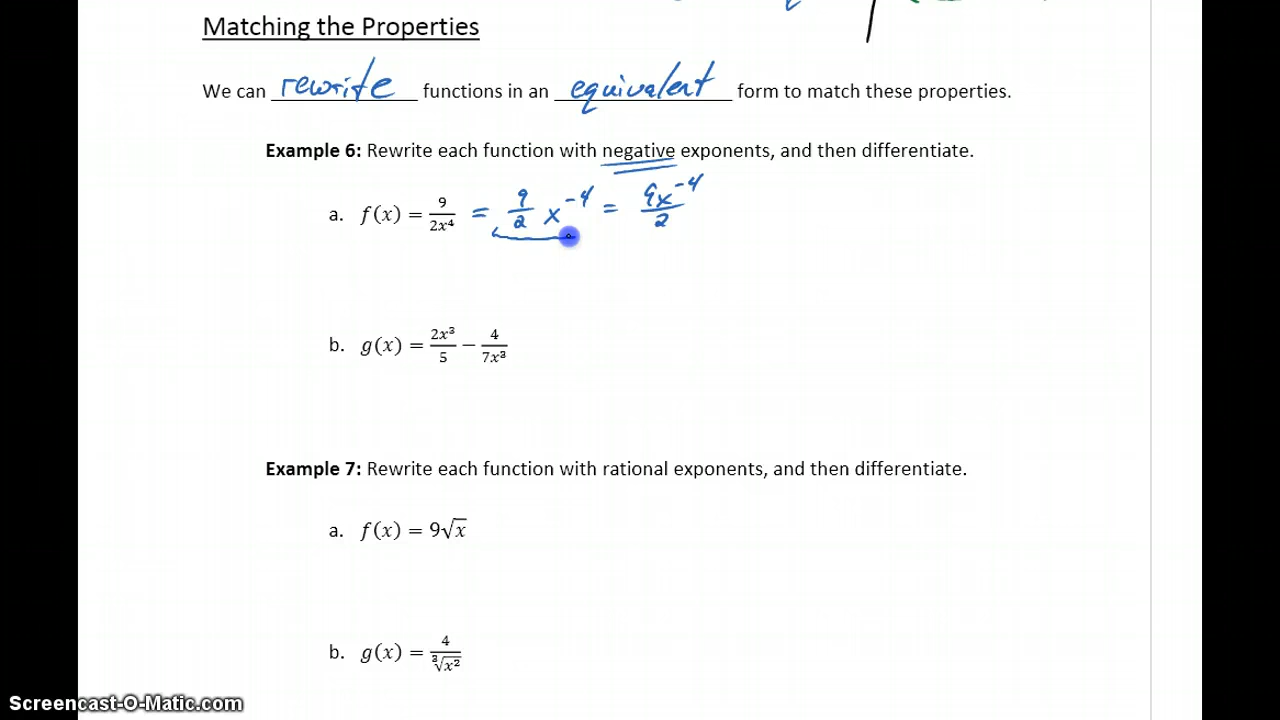 Matching the Properties
We can rewrite functions in an equivalent form to match these properties.
Example 6: Rewrite each function with negative exponents, and then differentiate.
a. f(x) = 9/(2x⁴) = 9/2 x⁻⁴ = 9x⁻⁴/2
b. g(x) = 2x³/5 − 4/(7x³)
Example 7: Rewrite each function with rational exponents, and then differentiate.
a. f(x) = 9√x
b. g(x) = 4/∛x²
Screencast-O-Matic.com